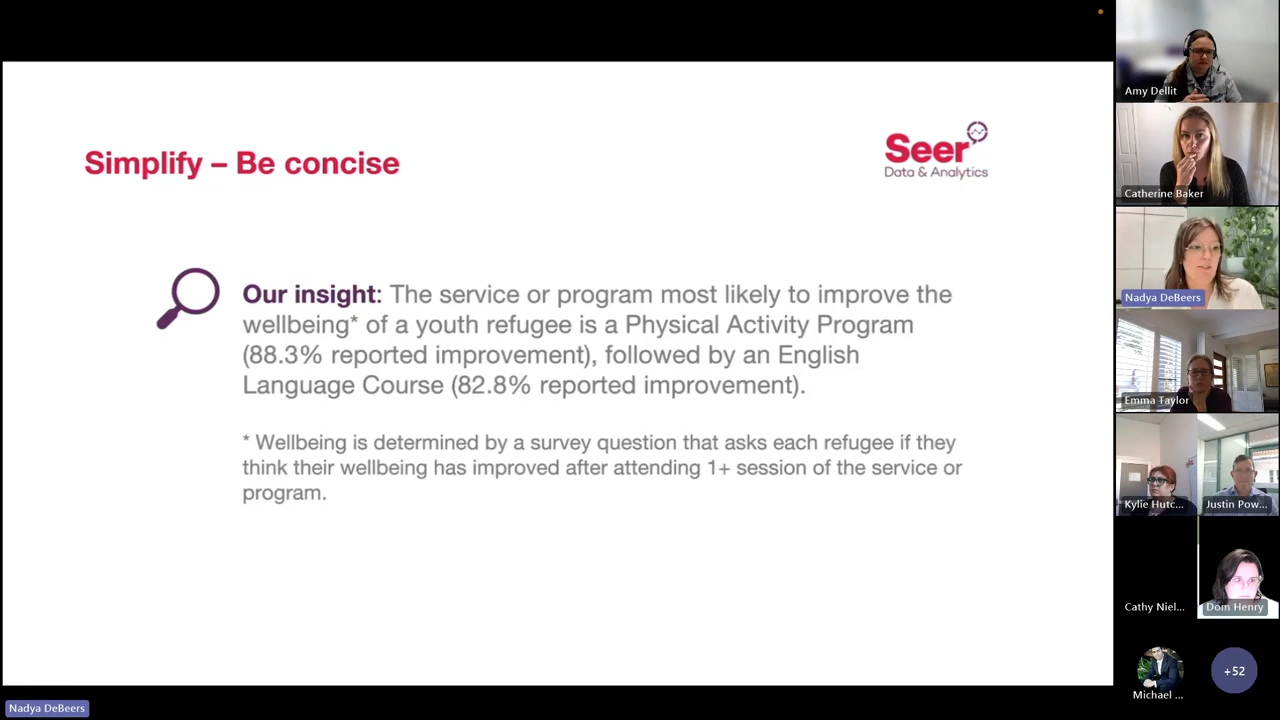 Simplify – Be concise
Seer
Data & Analytics
Our insight: The service or program most likely to improve the
wellbeing* of a youth refugee is a Physical Activity Program
(88.3% reported improvement), followed by an English
Language Course (82.8% reported improvement).
* Wellbeing is determined by a survey question that asks each refugee if they
think their wellbeing has improved after attending 1+ session of the service or
program.
Nadya DeBeers
Amy Dellit
Catherine Baker
Nadya DeBeers
Emma Taylor
Kylie Hutc...
Justin Pow...
Cathy Niel...
Dom Henry
Michael ...
+52